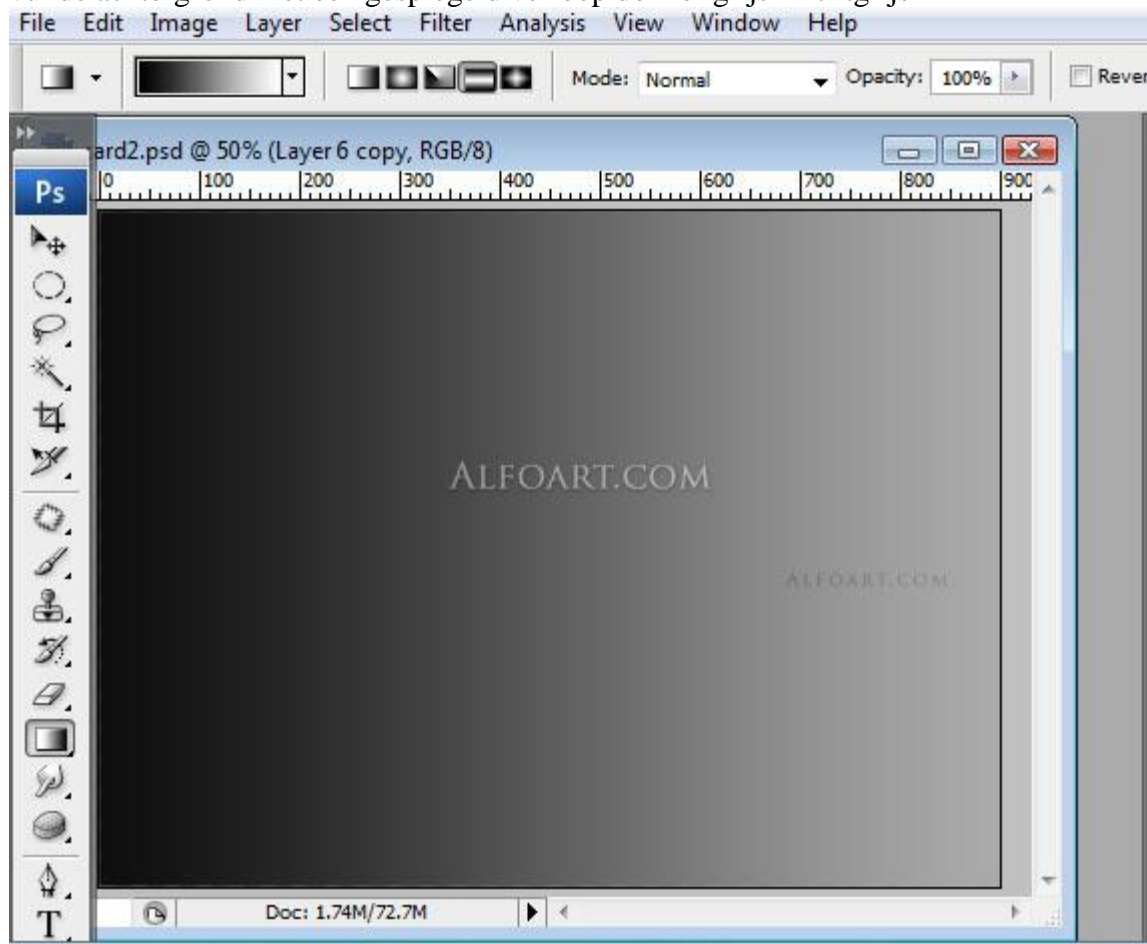 File Edit Image Layer Select Filter Analysis View Window Help
Mode: Normal Opacity: 100%
ard2.psd @ 50% (Layer 6 copy, RGB/8)
Ps
0 100 200 300 400 500 600 700 800 900
ALFOART.COM
ALFOART.COM
Doc: 1.74M/72.7M
T